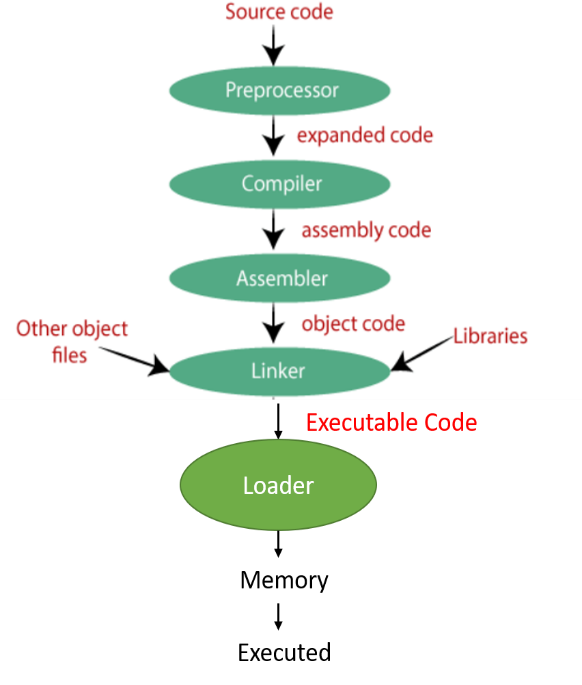 Source code
Preprocessor
expanded code
Compiler
assembly code
Assembler
object code
Other object
files
Libraries
Linker
Executable Code
Loader
Memory
Executed